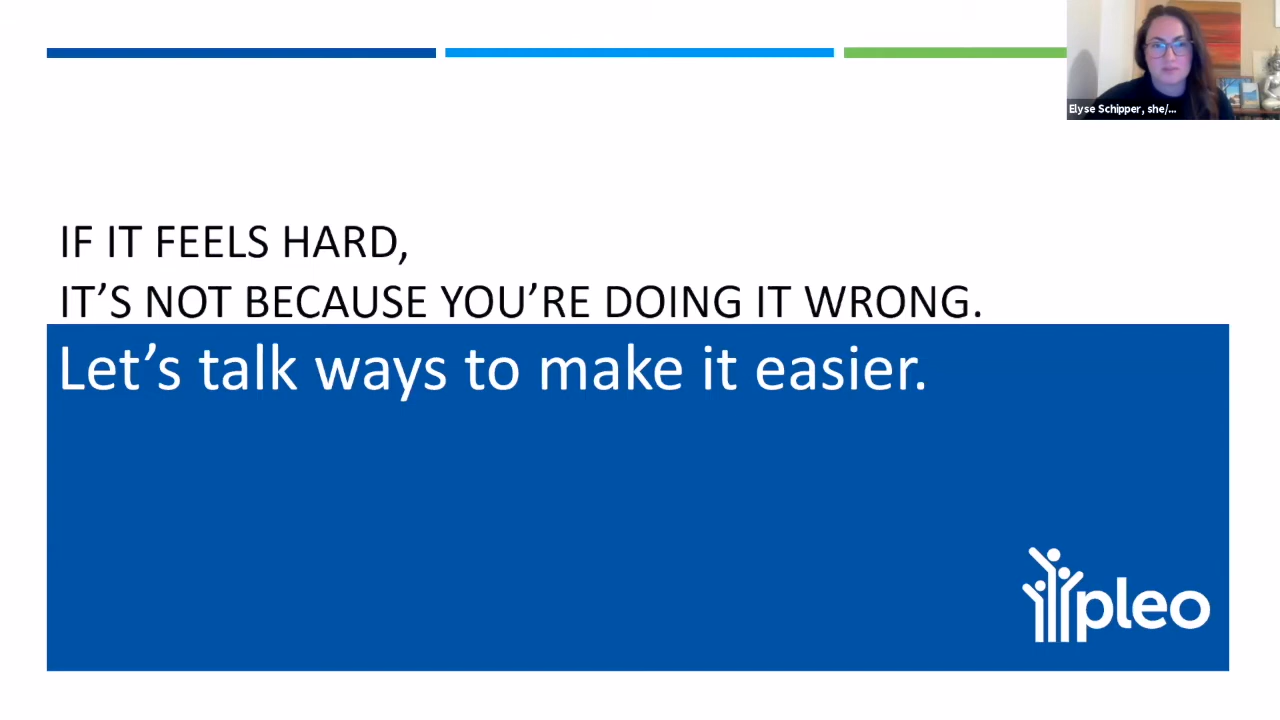 Elyse Schipper, she/...
IF IT FEELS HARD,
IT’S NOT BECAUSE YOU’RE DOING IT WRONG.
Let’s talk ways to make it easier.
pleo